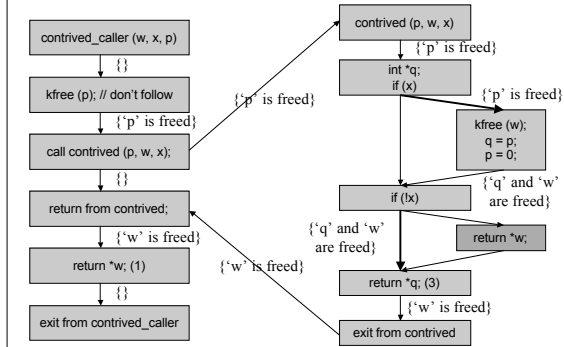 contrived_caller (w, x, p)
{}
kfree (p); // don't follow
{'p' is freed}
call contrived (p, w, x);
{}
return from contrived;
{'w' is freed}
return *w; (1)
{}
exit from contrived_caller
{'p' is freed}
{'w' is freed}
contrived (p, w, x)
{'p' is freed}
int *q;
if (x)
{'p' is freed}
kfree (w);
q = p;
p = 0;
{'q' and 'w'
are freed}
if (!x)
{'q' and 'w'
are freed}
return *w;
return *q; (3)
{'w' is freed}
exit from contrived